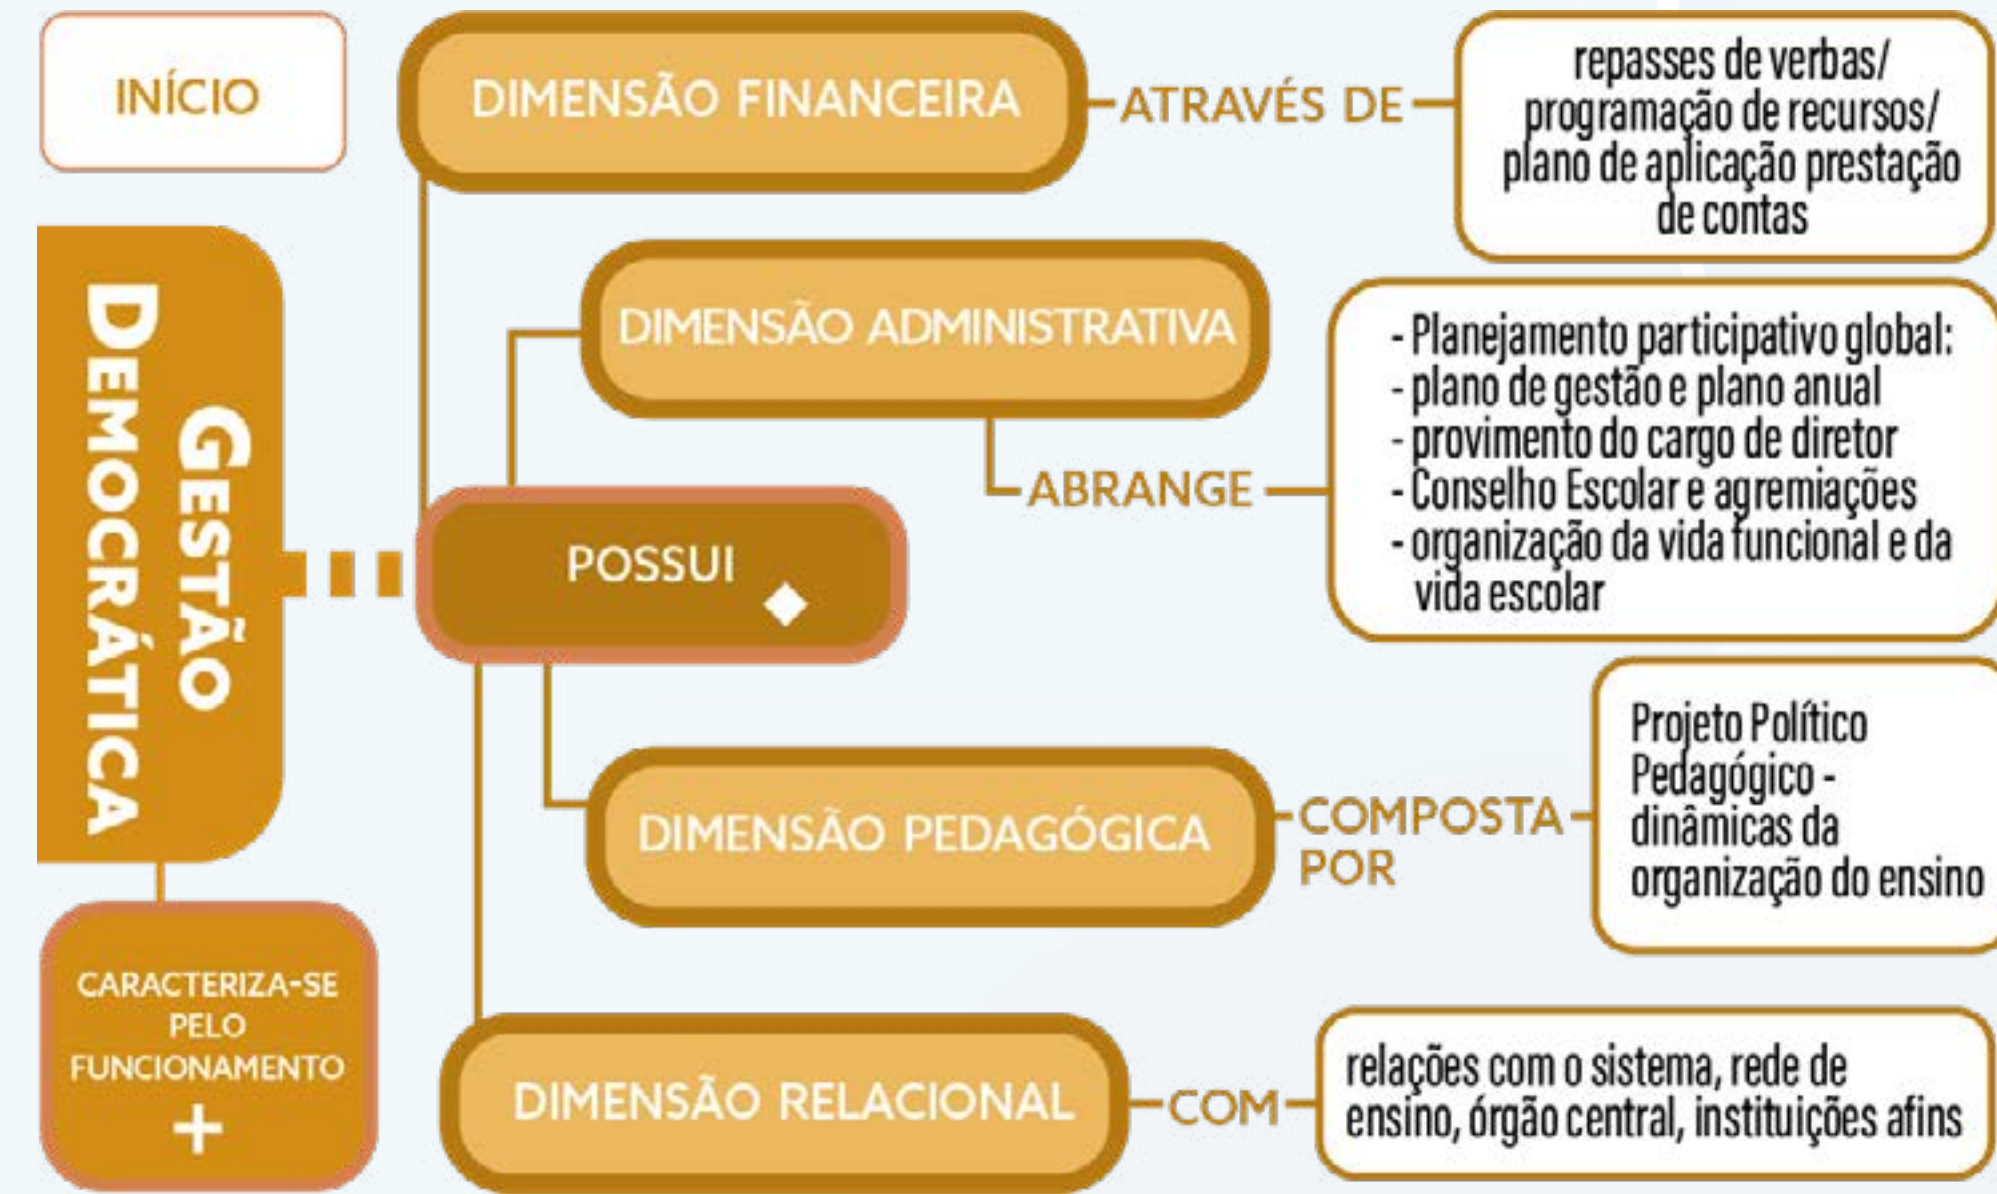 INÍCIO
GESTÃO
DEMOCRÁTICA
CARACTERIZA-SE
PELO
FUNCIONAMENTO
+
POSSUI
DIMENSÃO FINANCEIRA
ATRAVÉS DE
repasses de verbas/
programação de recursos/
plano de aplicação prestação
de contas
DIMENSÃO ADMINISTRATIVA
ABRANGE
- Planejamento participativo global:
- plano de gestão e plano anual
- provimento do cargo de diretor
- Conselho Escolar e agremiações
- organização da vida funcional e da
vida escolar
DIMENSÃO PEDAGÓGICA
COMPOSTA
POR
Projeto Político
Pedagógico -
dinâmicas da
organização do ensino
DIMENSÃO RELACIONAL
COM
relações com o sistema, rede de
ensino, órgão central, instituições afins